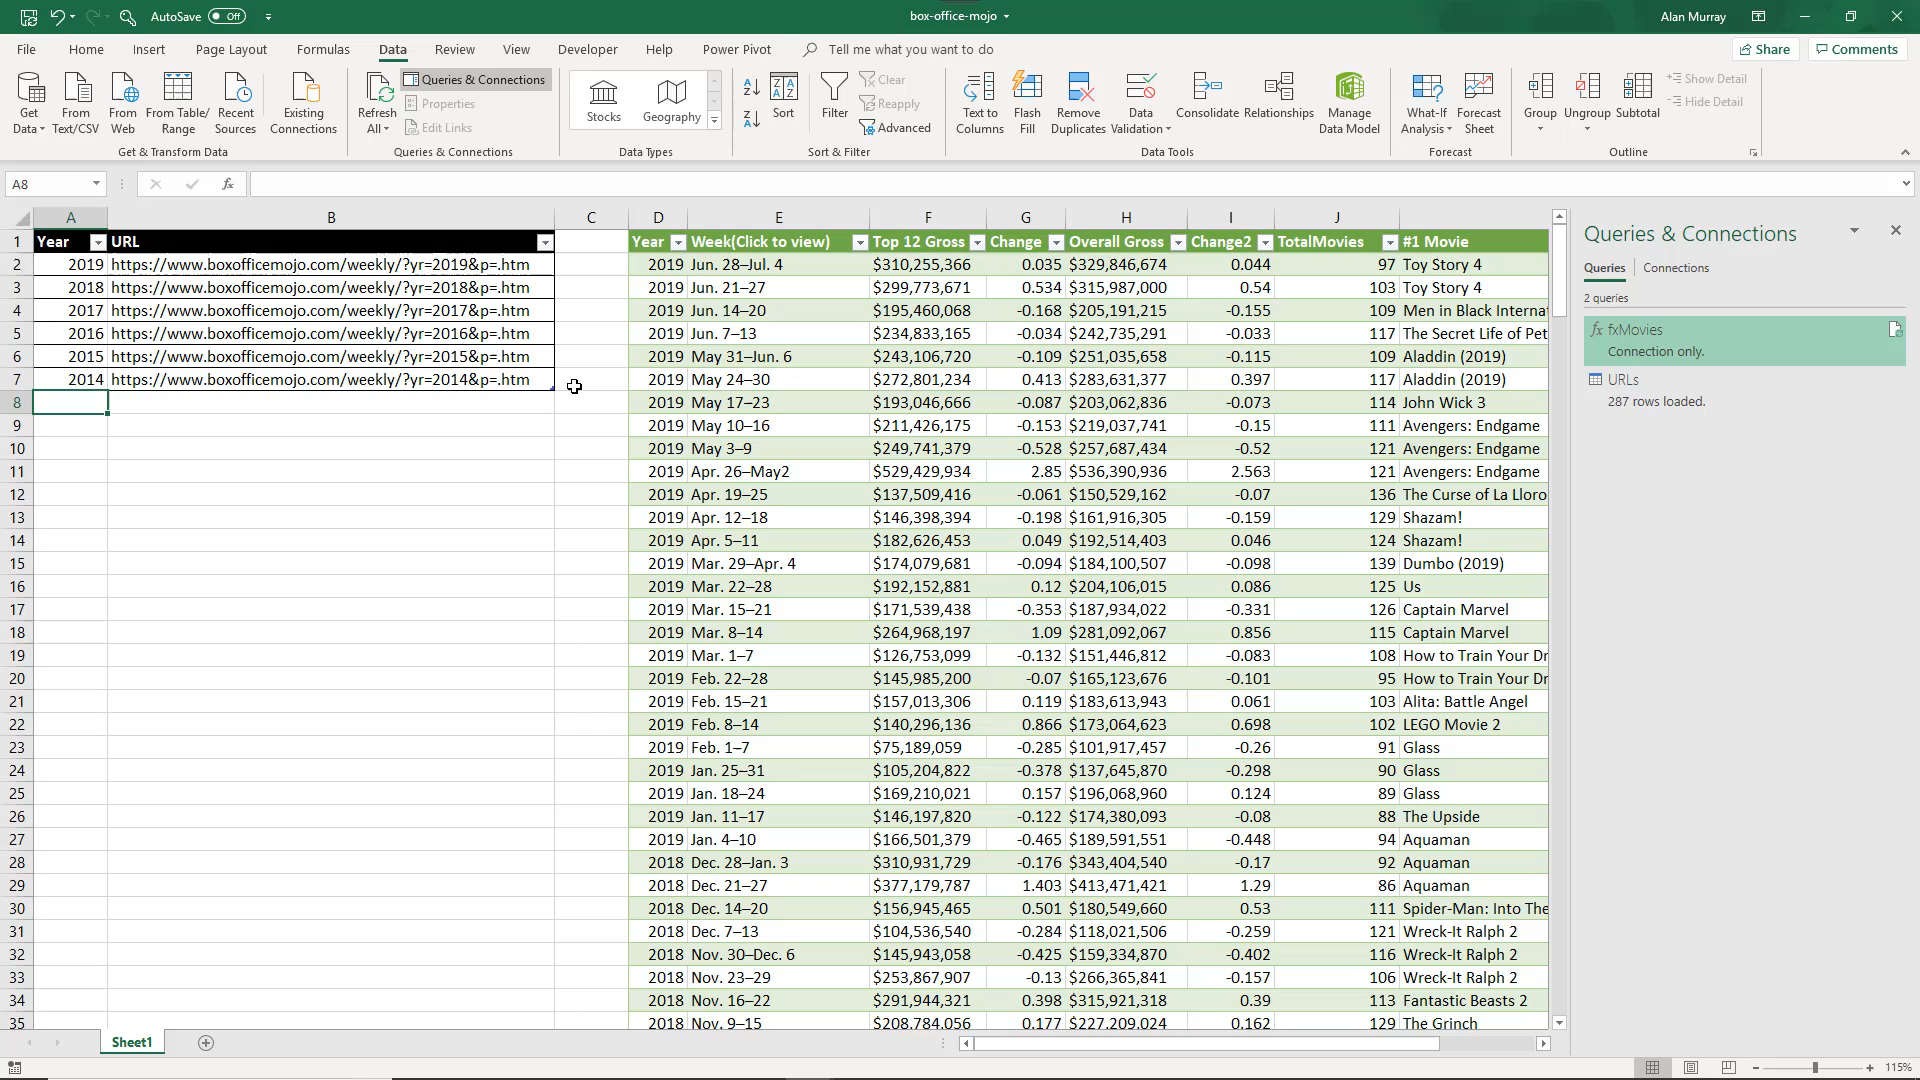 AutoSave Off
box-office-mojo
Alan Murray
File Home Insert Page Layout Formulas Data Review View Developer Help Power Pivot Tell me what you want to do
Share Comments
Get Data
From Text/CSV
From Web
From Table/ Range
Recent Sources
Existing Connections
Get & Transform Data
Refresh All
Queries & Connections
Properties
Edit Links
Queries & Connections
Stocks
Geography
Data Types
Sort
Filter
Clear
Reapply
Advanced
Sort & Filter
Text to Columns
Flash Fill
Remove Duplicates
Data Validation
Consolidate
Relationships
Manage Data Model
Data Tools
What-If Analysis
Forecast Sheet
Forecast
Group
Ungroup
Subtotal
Show Detail
Hide Detail
Outline
A8
fx
A B C D E F G H I J
1 Year URL Year Week(Click to view) Top 12 Gross Change Overall Gross Change2 TotalMovies #1 Movie
2 2019 https://www.boxofficemojo.com/weekly/?yr=2019&p=.htm 2019 Jun. 28–Jul. 4 $310,255,366 0.035 $329,846,674 0.044 97 Toy Story 4
3 2018 https://www.boxofficemojo.com/weekly/?yr=2018&p=.htm 2019 Jun. 21–27 $299,773,671 0.534 $315,987,000 0.54 103 Toy Story 4
4 2017 https://www.boxofficemojo.com/weekly/?yr=2017&p=.htm 2019 Jun. 14–20 $195,460,068 -0.168 $205,191,215 -0.155 109 Men in Black Interna
5 2016 https://www.boxofficemojo.com/weekly/?yr=2016&p=.htm 2019 Jun. 7–13 $234,833,165 -0.034 $242,735,291 -0.033 117 The Secret Life of Pet
6 2015 https://www.boxofficemojo.com/weekly/?yr=2015&p=.htm 2019 May 31–Jun. 6 $243,106,720 -0.109 $251,035,658 -0.115 109 Aladdin (2019)
7 2014 https://www.boxofficemojo.com/weekly/?yr=2014&p=.htm 2019 May 24–30 $272,801,234 0.413 $283,631,377 0.397 117 Aladdin (2019)
8 2019 May 17–23 $193,046,666 -0.087 $203,062,836 -0.073 114 John Wick 3
9 2019 May 10–16 $211,426,175 -0.153 $219,037,741 -0.15 111 Avengers: Endgame
10 2019 May 3–9 $249,741,379 -0.528 $257,687,434 -0.52 121 Avengers: Endgame
11 2019 Apr. 26–May2 $529,429,934 2.85 $536,390,936 2.563 121 Avengers: Endgame
12 2019 Apr. 19–25 $137,509,416 -0.061 $150,529,162 -0.07 136 The Curse of La Lloro
13 2019 Apr. 12–18 $146,398,394 -0.198 $161,916,305 -0.159 129 Shazam!
14 2019 Apr. 5–11 $182,626,453 0.049 $192,514,403 0.046 124 Shazam!
15 2019 Mar. 29–Apr. 4 $174,079,681 -0.094 $184,100,507 -0.098 139 Dumbo (2019)
16 2019 Mar. 22–28 $192,152,881 0.12 $204,106,015 0.086 125 Us
17 2019 Mar. 15–21 $171,539,438 -0.353 $187,934,022 -0.331 126 Captain Marvel
18 2019 Mar. 8–14 $264,968,197 1.09 $281,092,067 0.856 115 Captain Marvel
19 2019 Mar. 1–7 $126,753,099 -0.132 $151,446,812 -0.083 108 How to Train Your Dr
20 2019 Feb. 22–28 $145,985,200 -0.07 $165,123,676 -0.101 95 How to Train Your Dr
21 2019 Feb. 15–21 $157,013,306 0.119 $183,613,943 0.061 103 Alita: Battle Angel
22 2019 Feb. 8–14 $140,296,136 0.866 $173,064,623 0.698 102 LEGO Movie 2
23 2019 Feb. 1–7 $75,189,059 -0.285 $101,917,457 -0.26 91 Glass
24 2019 Jan. 25–31 $105,204,822 -0.378 $137,645,870 -0.298 90 Glass
25 2019 Jan. 18–24 $169,210,021 0.157 $196,068,960 0.124 89 Glass
26 2019 Jan. 11–17 $146,197,820 -0.122 $174,380,093 -0.08 88 The Upside
27 2019 Jan. 4–10 $166,501,379 -0.465 $189,591,551 -0.448 94 Aquaman
28 2018 Dec. 28–Jan. 3 $310,931,729 -0.176 $343,404,540 -0.17 92 Aquaman
29 2018 Dec. 21–27 $377,179,787 1.403 $413,471,421 1.29 86 Aquaman
30 2018 Dec. 14–20 $156,945,465 0.501 $180,549,660 0.53 111 Spider-Man: Into The
31 2018 Dec. 7–13 $104,536,540 -0.284 $118,021,506 -0.259 121 Wreck-It Ralph 2
32 2018 Nov. 30–Dec. 6 $145,943,058 -0.425 $159,334,870 -0.402 116 Wreck-It Ralph 2
33 2018 Nov. 23–29 $253,867,907 -0.13 $266,365,841 -0.157 106 Wreck-It Ralph 2
34 2018 Nov. 16–22 $291,944,321 0.398 $315,921,318 0.39 113 Fantastic Beasts 2
35 2018 Nov. 9–15 $208,784,056 0.177 $227,209,024 0.162 129 The Grinch
Queries & Connections
Queries Connections
2 queries
fx fxMovies
Connection only.
URLs
287 rows loaded.
Sheet1
115%